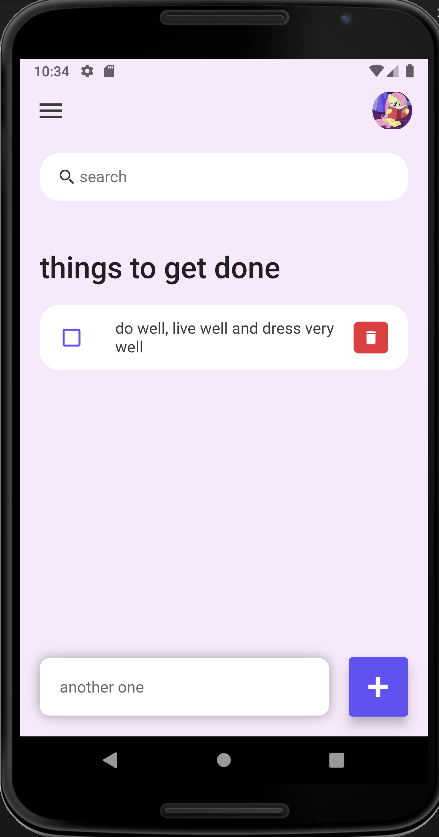 10:34
search
things to get done
do well, live well and dress very
well
another one